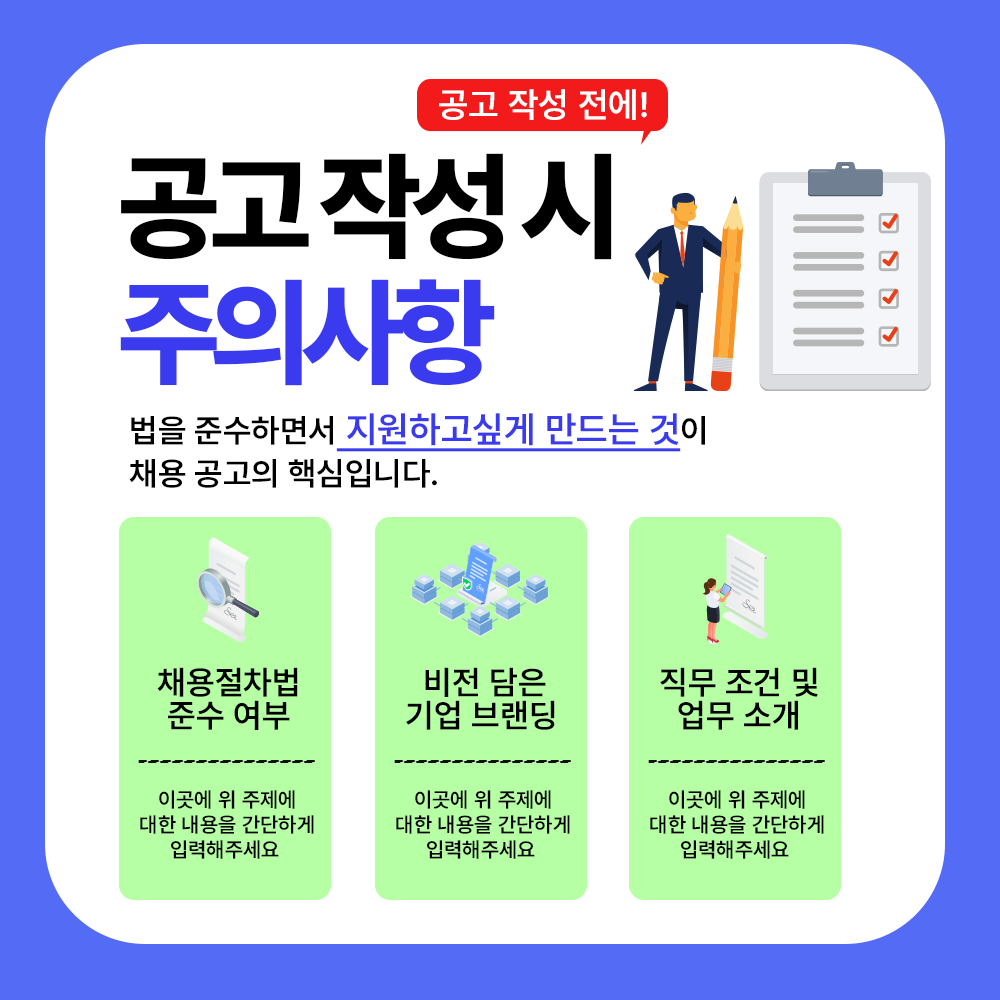 공고 작성 전에!
공고 작성 시
주의사항
법을 준수하면서 지원하고싶게 만드는 것이
채용 공고의 핵심입니다.
채용절차법
준수 여부
이곳에 위 주제에
대한 내용을 간단하게
입력해주세요
비전 담은
기업 브랜딩
이곳에 위 주제에
대한 내용을 간단하게
입력해주세요
직무 조건 및
업무 소개
이곳에 위 주제에
대한 내용을 간단하게
입력해주세요